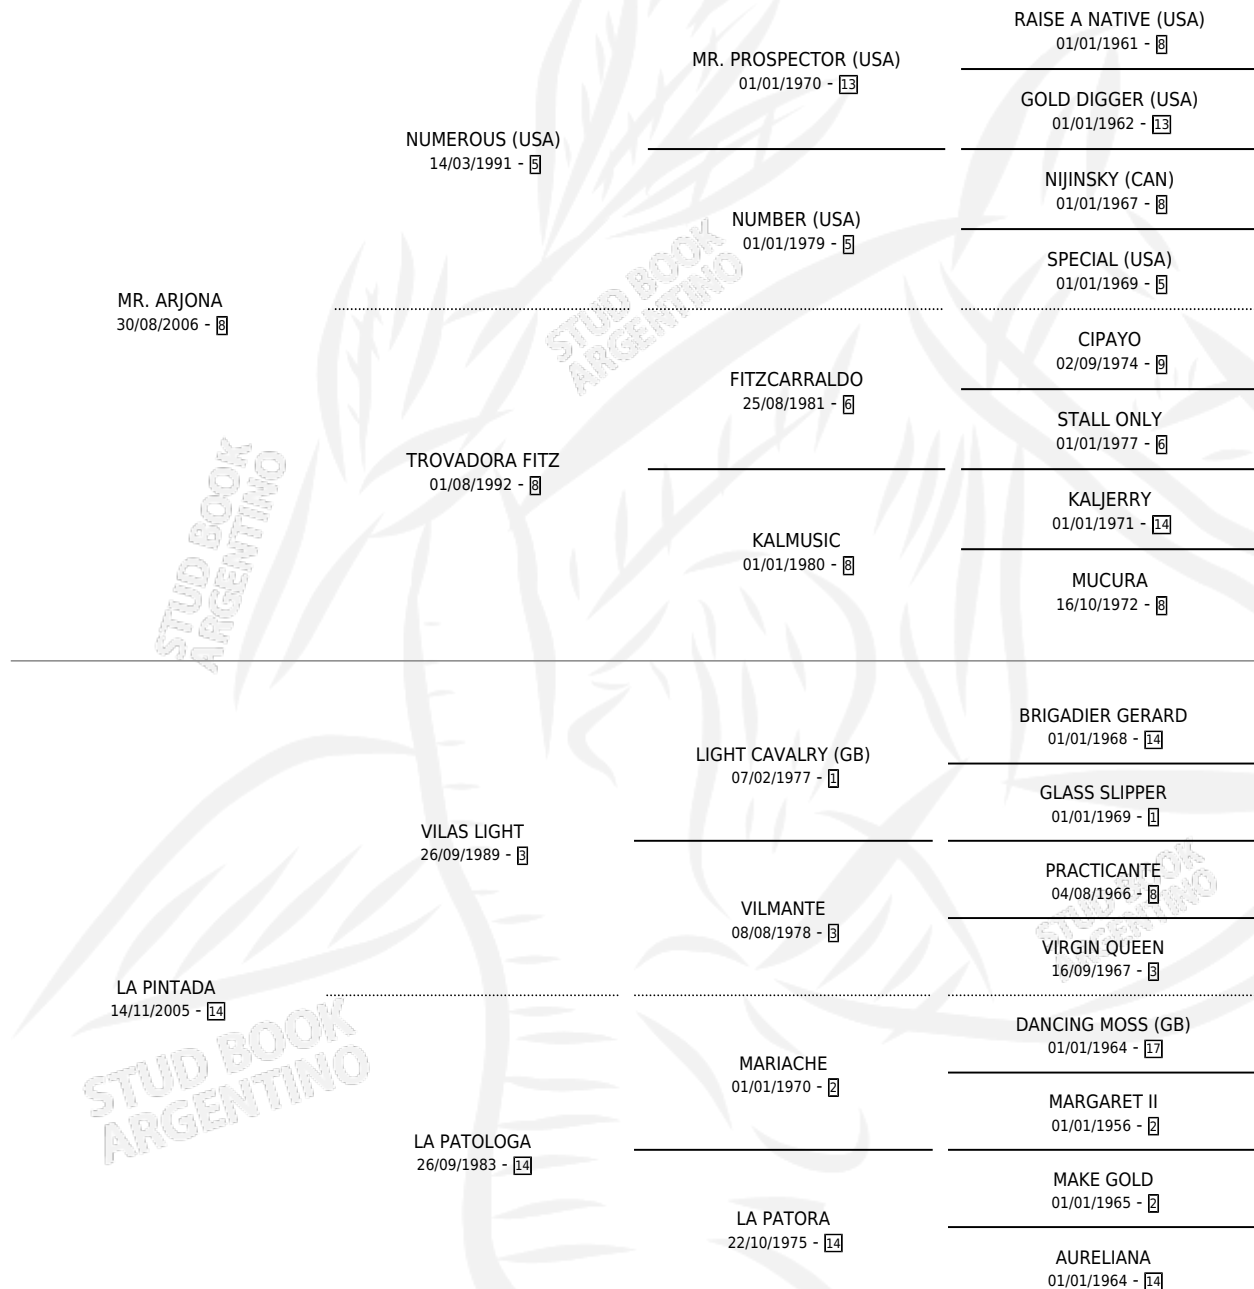 MR. ARJONA
30/08/2006 - 8
NUMEROUS (USA)
14/03/1991 - 5
MR. PROSPECTOR (USA)
01/01/1970 - 13
RAISE A NATIVE (USA)
01/01/1961 - 8
GOLD DIGGER (USA)
01/01/1962 - 13
NUMBER (USA)
01/01/1979 - 5
NIJINSKY (CAN)
01/01/1967 - 8
SPECIAL (USA)
01/01/1969 - 5
TROVADORA FITZ
01/08/1992 - 8
FITZCARRALDO
25/08/1981 - 6
CIPAYO
02/09/1974 - 9
STALL ONLY
01/01/1977 - 6
KALMUSIC
01/01/1980 - 8
KALJERRY
01/01/1971 - 14
MUCURA
16/10/1972 - 8
LA PINTADA
14/11/2005 - 14
VILAS LIGHT
26/09/1989 - 3
LIGHT CAVALRY (GB)
07/02/1977 - 1
BRIGADIER GERARD
01/01/1968 - 14
GLASS SLIPPER
01/01/1969 - 1
VILMANTE
08/08/1978 - 3
PRACTICANTE
04/08/1966 - 8
VIRGIN QUEEN
16/09/1967 - 3
LA PATOLOGA
26/09/1983 - 14
MARIACHE
01/01/1970 - 2
DANCING MOSS (GB)
01/01/1964 - 17
MARGARET II
01/01/1956 - 2
LA PATORA
22/10/1975 - 14
MAKE GOLD
01/01/1965 - 2
AURELIANA
01/01/1964 - 14
STUD BOOK
ARGENTINO
STUD BOOK
ARGENTINO
STUD BOOK
ARGENTINO
STUD BOOK
ARGENTINO